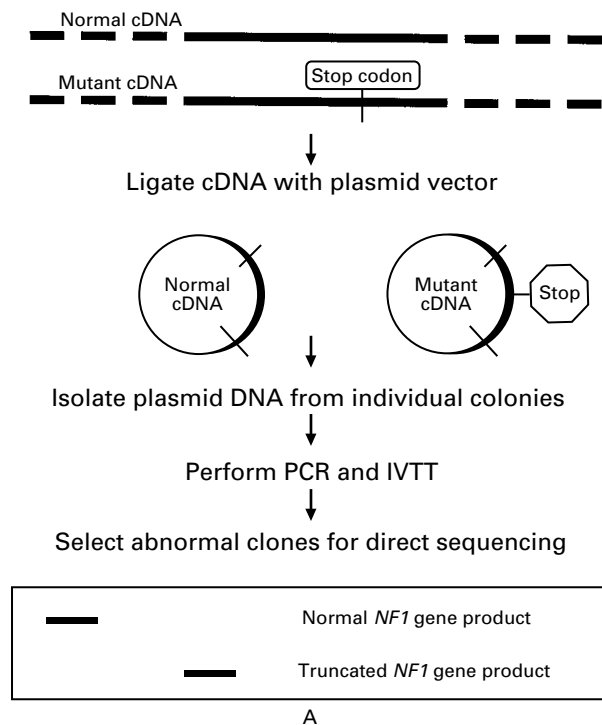 Normal cDNA
Stop codon
Mutant cDNA
Ligate cDNA with plasmid vector
Normal
cDNA
Mutant
cDNA
Stop
Isolate plasmid DNA from individual colonies
Perform PCR and IVTT
Select abnormal clones for direct sequencing
Normal NF1 gene product
Truncated NF1 gene product
A